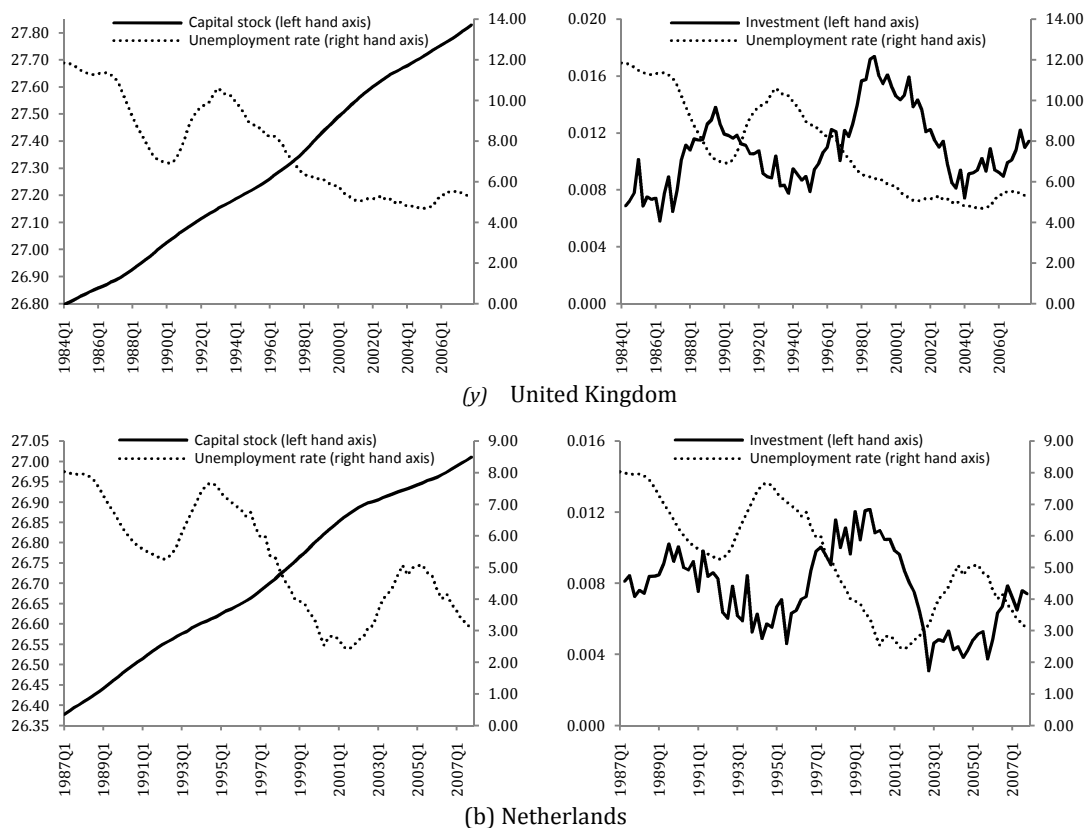 Capital stock (left hand axis)
Unemployment rate (right hand axis)
27.80
27.60
27.40
27.30
27.20
27.10
27.00
26.90
26.80
14.00
12.00
10.00
8.00
6.00
4.00
2.00
0.00
1984Q1
1986Q1
1988Q1
1990Q1
1992Q1
1994Q1
1996Q1
1998Q1
2000Q1
2002Q1
2004Q1
2006Q1
Investment (left hand axis)
Unemployment rate (right hand axis)
0.020
0.016
0.012
0.008
0.004
0.000
14.00
12.00
10.00
8.00
6.00
4.00
2.00
0.00
1984Q1
1986Q1
1988Q1
1990Q1
1992Q1
1994Q1
1996Q1
1998Q1
2000Q1
2002Q1
2004Q1
2006Q1
(y) United Kingdom
Capital stock (left hand axis)
Unemployment rate (right hand axis)
27.05
27.00
26.95
26.90
26.85
26.80
26.75
26.70
26.65
26.60
26.55
26.50
26.45
26.40
26.35
9.00
8.00
7.00
6.00
5.00
4.00
3.00
2.00
1.00
0.00
1987Q1
1989Q1
1991Q1
1993Q1
1995Q1
1997Q1
1999Q1
2001Q1
2003Q1
2005Q1
2007Q1
Investment (left hand axis)
Unemployment rate (right hand axis)
0.016
0.012
0.008
0.004
0.000
9.00
8.00
7.00
6.00
5.00
4.00
3.00
2.00
1.00
0.00
1987Q1
1989Q1
1991Q1
1993Q1
1995Q1
1997Q1
1999Q1
2001Q1
2003Q1
2005Q1
2007Q1
(b) Netherlands